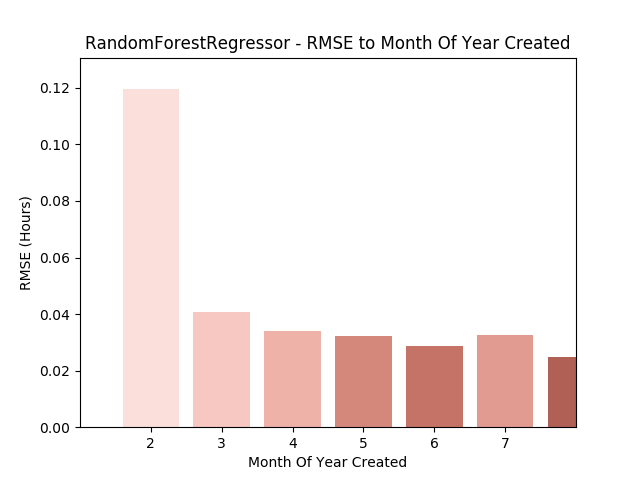 RandomForestRegressor - RMSE to Month Of Year Created
RMSE (Hours)
0.12
0.10
0.08
0.06
0.04
0.02
0.00
2 3 4 5 6 7
Month Of Year Created